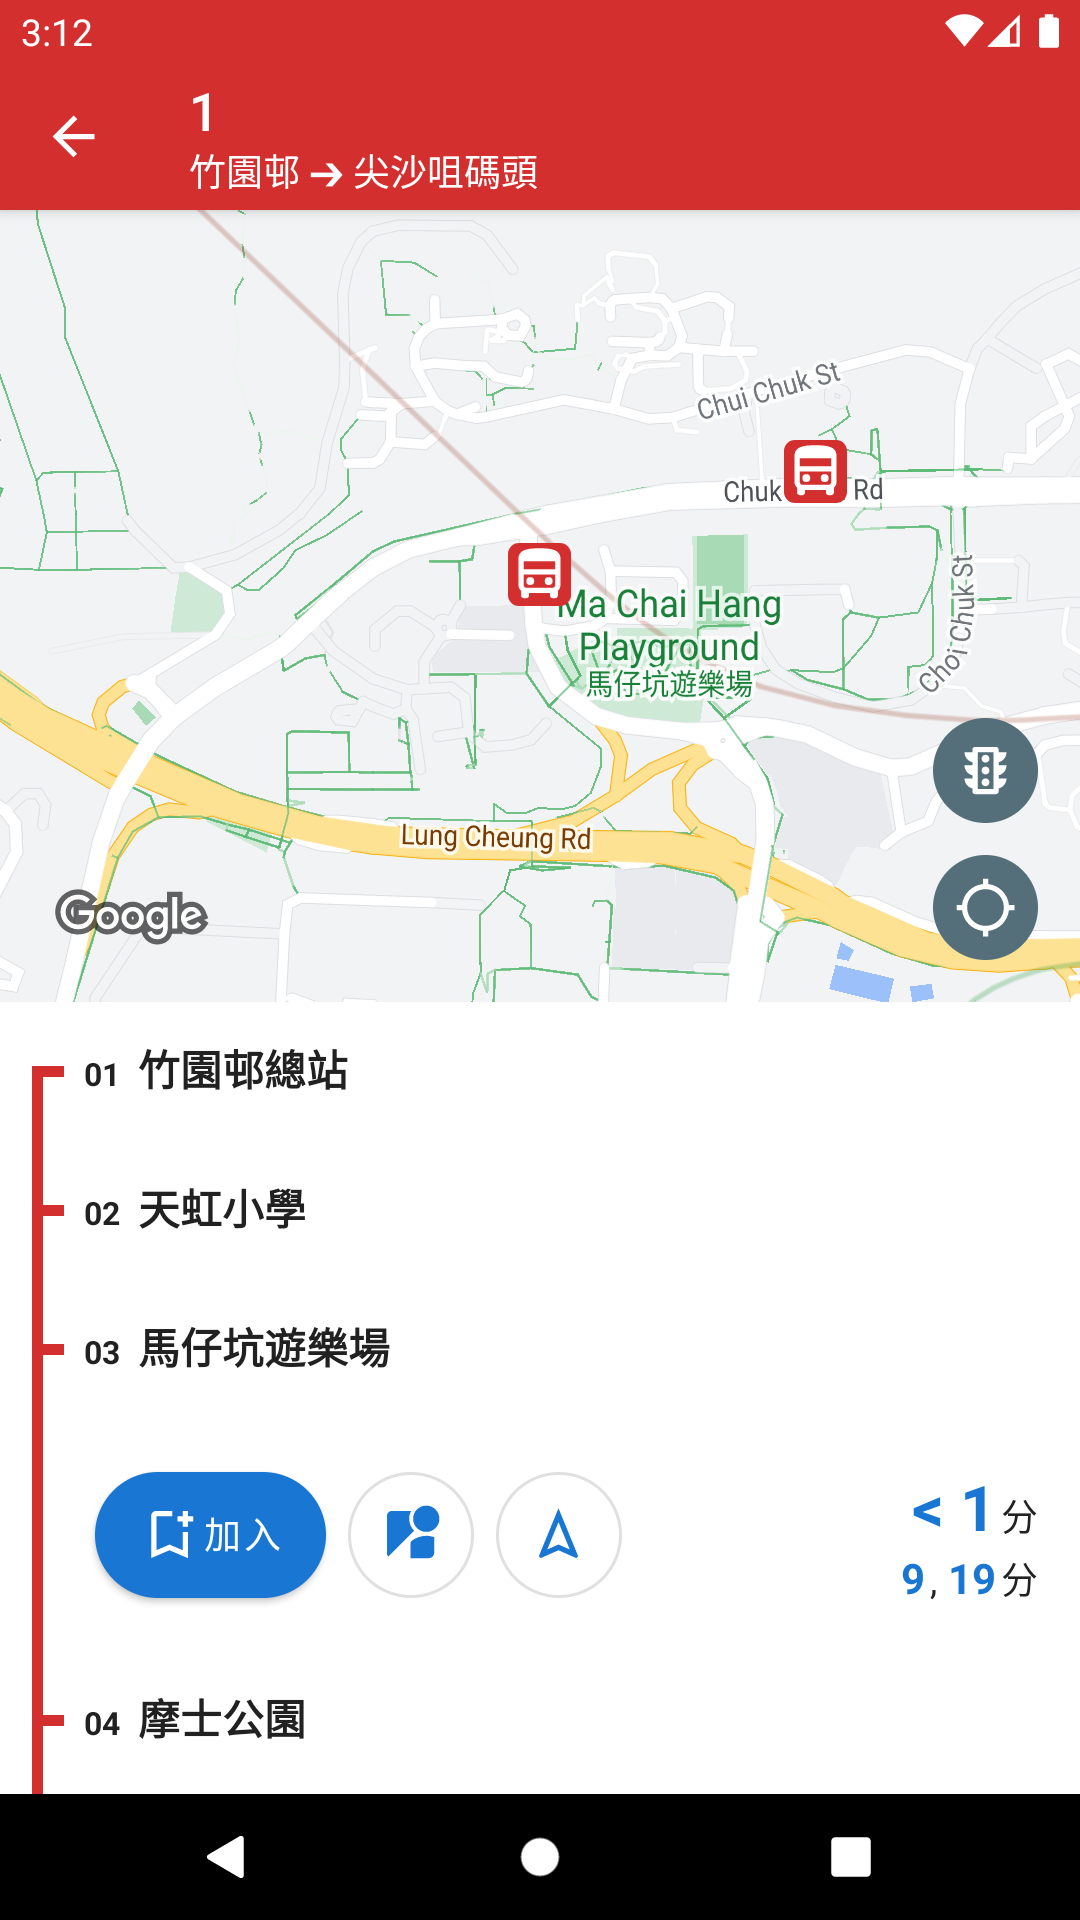 3:12
1
竹園邨 ➔ 尖沙咀碼頭
Chui Chuk St
Chuk Rd
Ma Chai Hang
Playground
馬仔坑遊樂場
Choi Chuk St
Lung Cheung Rd
Google
01 竹園邨總站
02 天虹小學
03 馬仔坑遊樂場
加入
< 1 分
9, 19 分
04 摩士公園